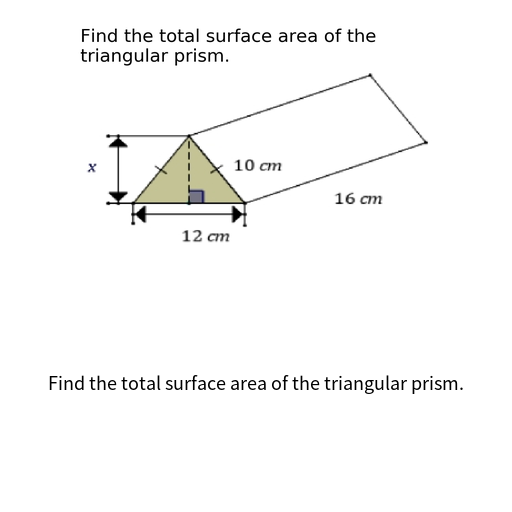 Find the total surface area of the
triangular prism.
x
10 cm
16 cm
12 cm
Find the total surface area of the triangular prism.